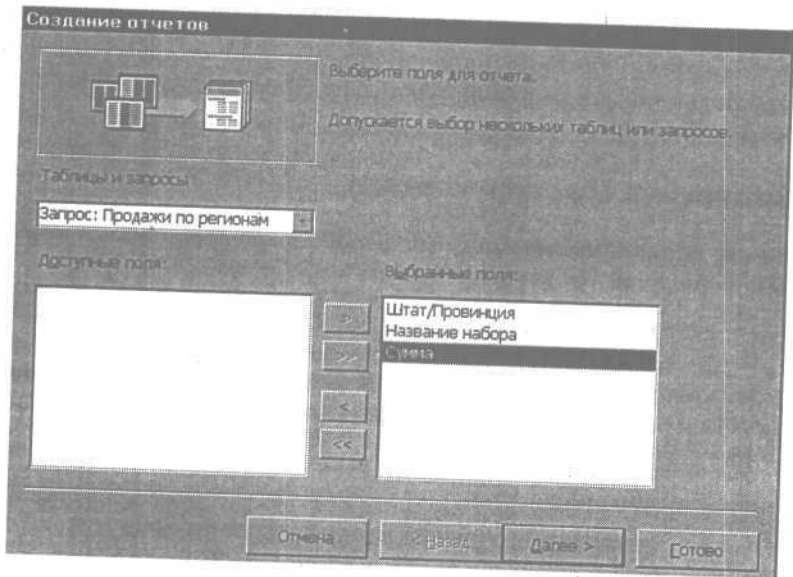 Создание отчетов
Выберите поля для отчета.
Допускается выбор нескольких таблиц или запросов.
Таблицы и запросы
Запрос: Продажи по регионам
Доступные поля:
Выбранные поля:
Штат/Провинция
Название набора
Сумма
>
>>
<
<<
Отмена
< Назад
Далее >
Готово